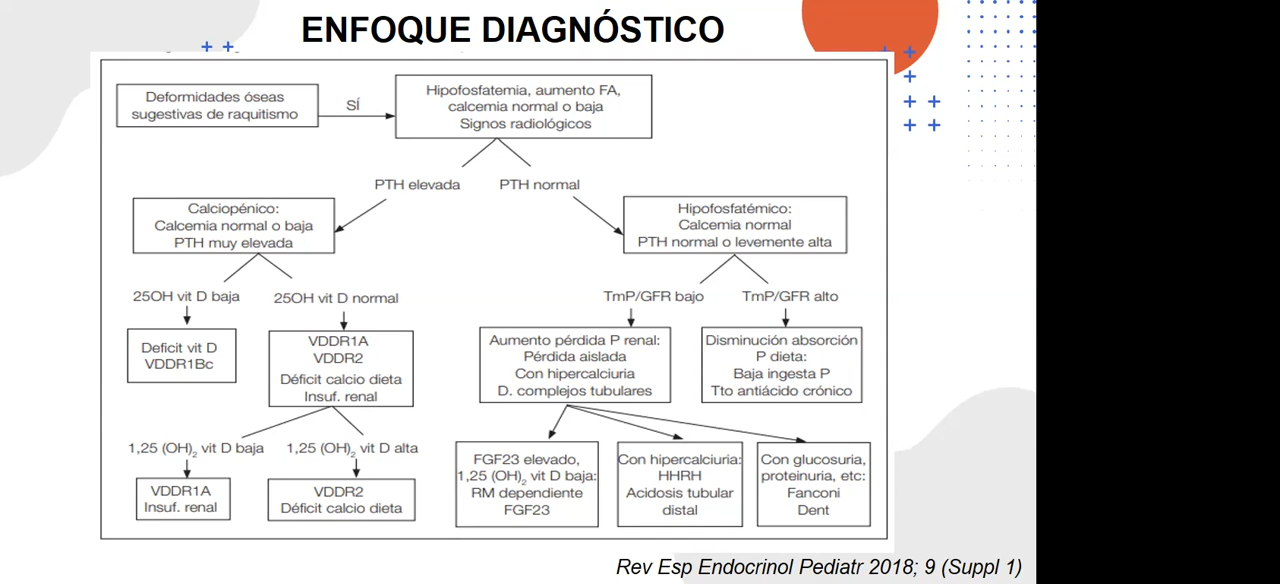 ENFOQUE DIAGNÓSTICO
Deformidades óseas
sugestivas de raquitismo
SÍ
Hipofosfatemia, aumento FA,
calcemia normal o baja
Signos radiológicos
PTH elevada
PTH normal
Calciopénico:
Calcemia normal o baja
PTH muy elevada
Hipofosfatémico:
Calcemia normal
PTH normal o levemente alta
25OH vit D baja
25OH vit D normal
TmP/GFR bajo
TmP/GFR alto
Deficit vit D
VDDR1Bc
VDDR1A
VDDR2
Déficit calcio dieta
Insuf. renal
Aumento pérdida P renal:
Pérdida aislada
Con hipercalciuria
D. complejos tubulares
Disminución absorción
P dieta:
Baja ingesta P
Tto antiácido crónico
1,25 (OH)₂ vit D baja
1,25 (OH)₂ vit D alta
VDDR1A
Insuf. renal
VDDR2
Déficit calcio dieta
FGF23 elevado,
1,25 (OH)₂ vit D baja:
RM dependiente
FGF23
Con hipercalciuria:
HHRH
Acidosis tubular
distal
Con glucosuria,
proteinuria, etc:
Fanconi
Dent
Rev Esp Endocrinol Pediatr 2018; 9 (Suppl 1)